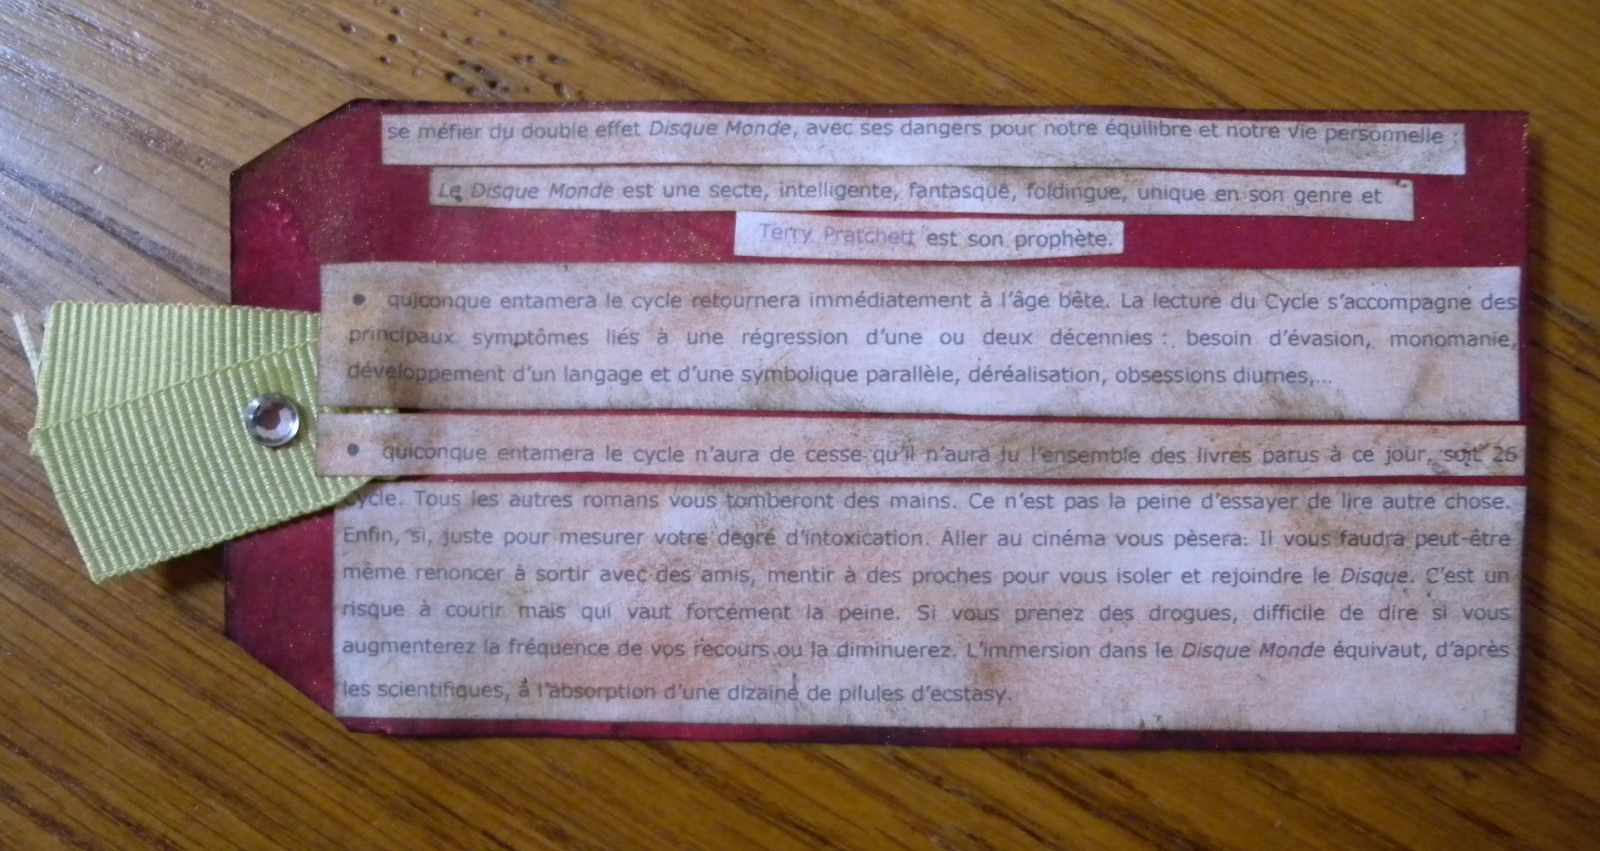 se méfier du double effet Disque Monde, avec ses dangers pour notre équilibre et notre vie personnelle :
Le Disque Monde est une secte, intelligente, fantasque, foldingue, unique en son genre et
Terry Pratchett est son prophète.
• quiconque entamera le cycle retournera immédiatement à l'âge bête. La lecture du Cycle s'accompagne des
principaux symptômes liés à une régression d'une ou deux décennies : besoin d'évasion, monomanie,
développement d'un langage et d'une symbolique parallèle, déréalisation, obsessions diurnes,...
• quiconque entamera le cycle n'aura de cesse qu'il n'aura lu l'ensemble des livres parus à ce jour, soit 26
cycle. Tous les autres romans vous tomberont des mains. Ce n'est pas la peine d'essayer de lire autre chose.
Enfin, si, juste pour mesurer votre degré d'intoxication. Aller au cinéma vous pèsera. Il vous faudra peut-être
même renoncer à sortir avec des amis, mentir à des proches pour vous isoler et rejoindre le Disque. C'est un
risque à courir mais qui vaut forcément la peine. Si vous prenez des drogues, difficile de dire si vous
augmenterez la fréquence de vos recours ou la diminuerez. L'immersion dans le Disque Monde équivaut, d'après
les scientifiques, à l'absorption d'une dizaine de pilules d'ecstasy.